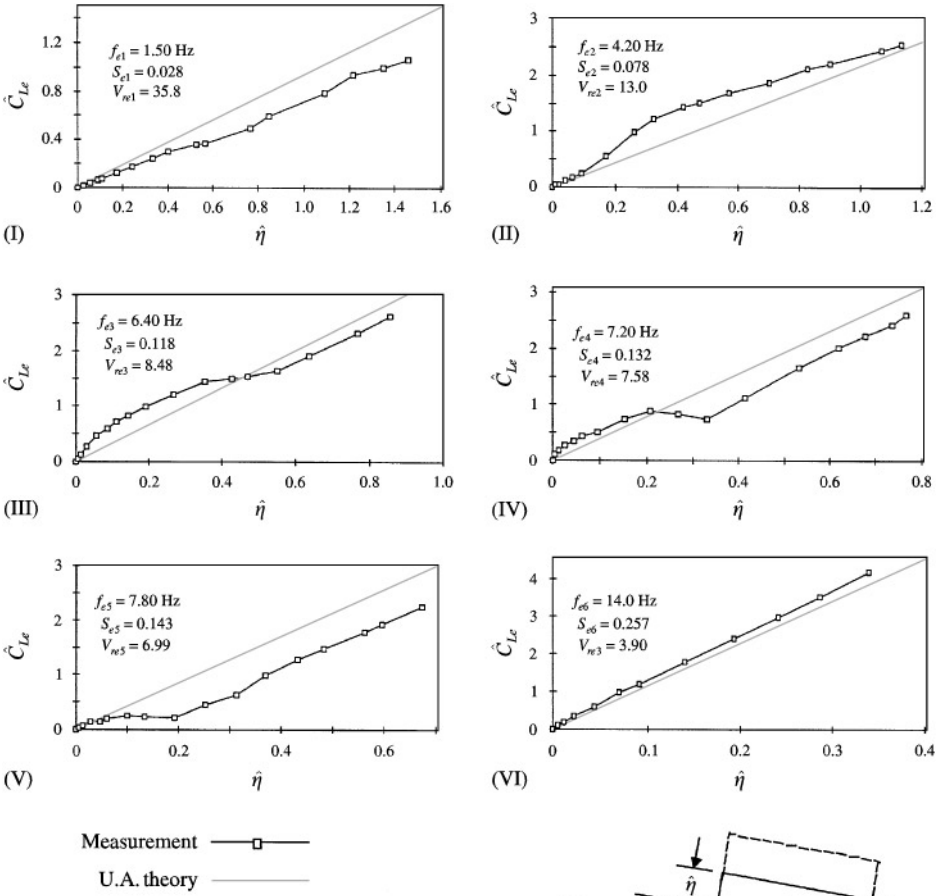 1.2
0.8
0.4
0
Ĉ_Le
f_e1 = 1.50 Hz
S_e1 = 0.028
V_re1 = 35.8
0 0.2 0.4 0.6 0.8 1.0 1.2 1.4 1.6
η̂
(I)
3
2
1
0
Ĉ_Le
f_e2 = 4.20 Hz
S_e2 = 0.078
V_re2 = 13.0
0 0.2 0.4 0.6 0.8 1.0 1.2
η̂
(II)
3
2
1
0
Ĉ_Le
f_e3 = 6.40 Hz
S_e3 = 0.118
V_re3 = 8.48
0 0.2 0.4 0.6 0.8 1.0
η̂
(III)
3
2
1
0
Ĉ_Le
f_e4 = 7.20 Hz
S_e4 = 0.132
V_re4 = 7.58
0 0.2 0.4 0.6 0.8
η̂
(IV)
3
2
1
0
Ĉ_Le
f_e5 = 7.80 Hz
S_e5 = 0.143
V_re5 = 6.99
0 0.2 0.4 0.6
η̂
(V)
4
3
2
1
0
Ĉ_Le
f_e6 = 14.0 Hz
S_e6 = 0.257
V_re3 = 3.90
0 0.1 0.2 0.3 0.4
η̂
(VI)
Measurement
U.A. theory
η̂